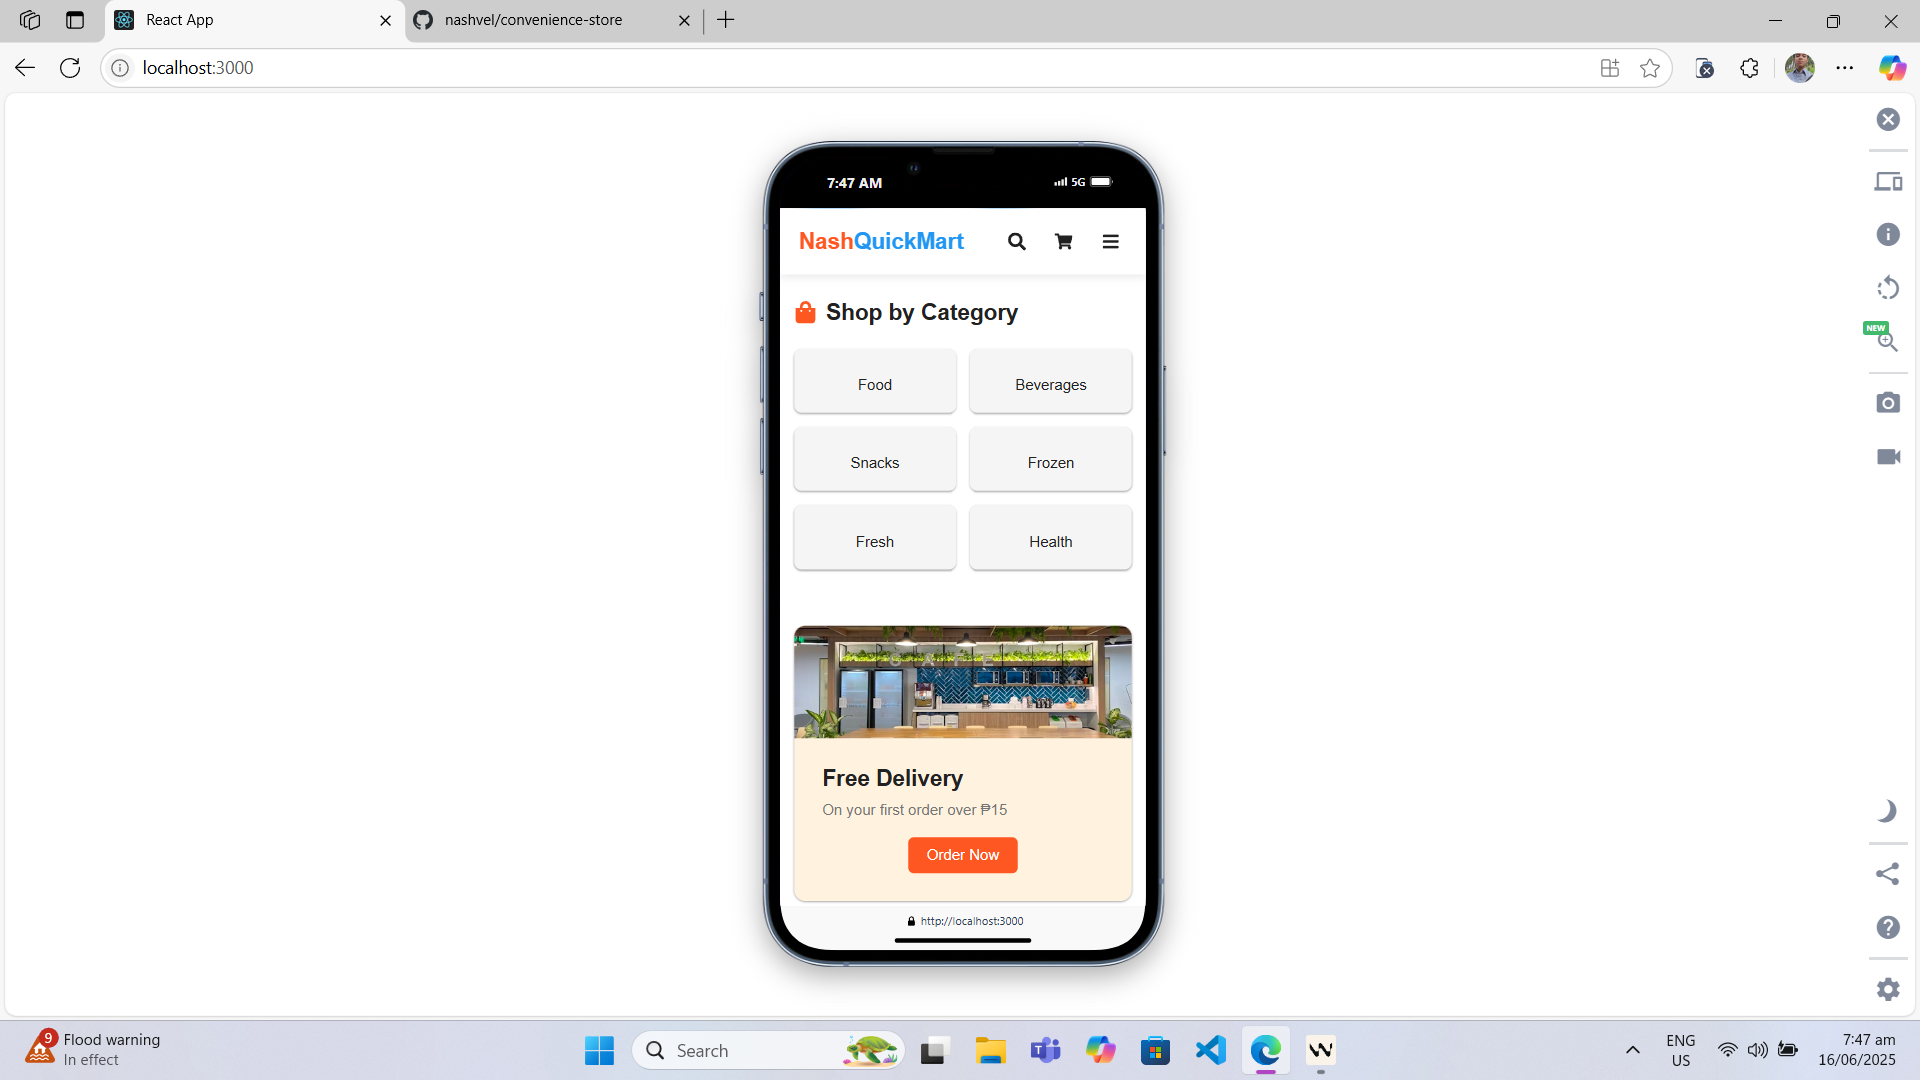 React App
nashvel/convenience-store
localhost:3000
7:47 AM
5G
NashQuickMart
Shop by Category
Food
Beverages
Snacks
Frozen
Fresh
Health
CAFE
Free Delivery
On your first order over ₱15
Order Now
http://localhost:3000
NEW
9
Flood warning
In effect
Search
ENG
US
7:47 am
16/06/2025